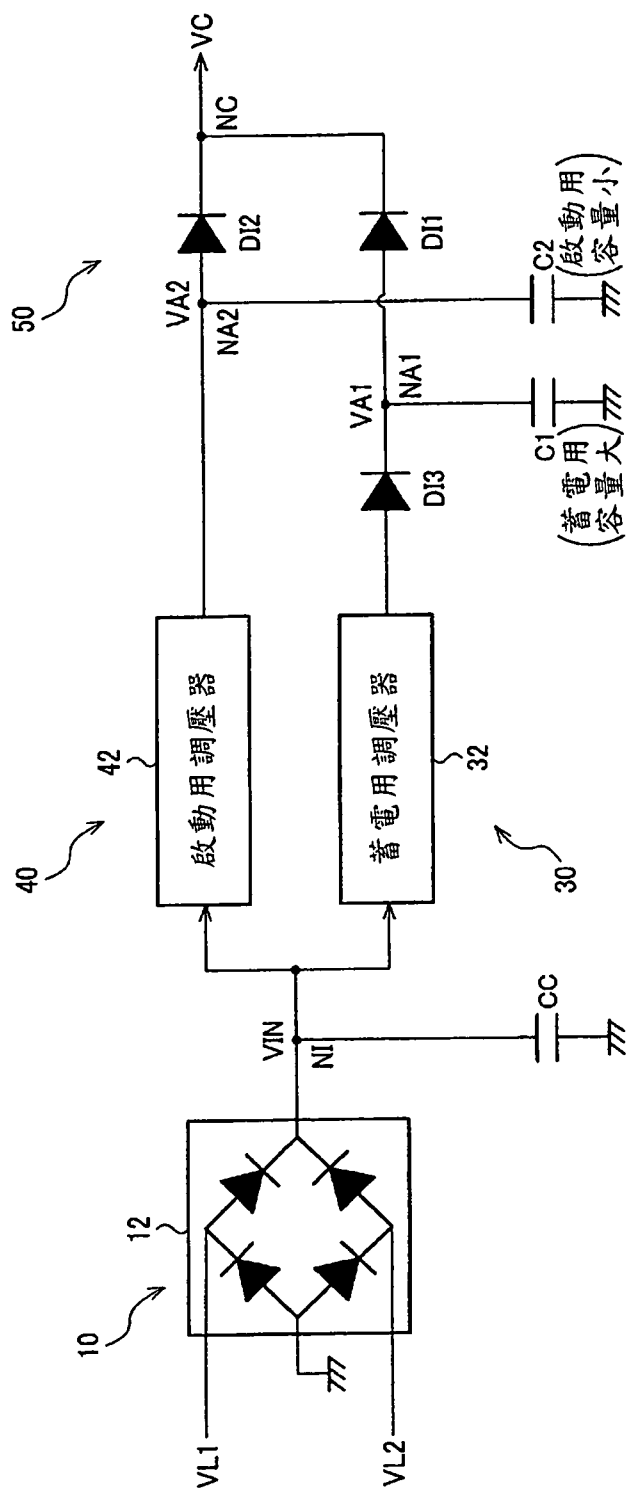 10
12
VL1
VL2
VIN
NI
CC
40
42
啟動用調壓器
30
32
蓄電用調壓器
50
VA2
NA2
DI2
VC
NC
VA1
NA1
DI3
DI1
C1
(蓄電用
容量大)
C2
(啟動用
容量小)